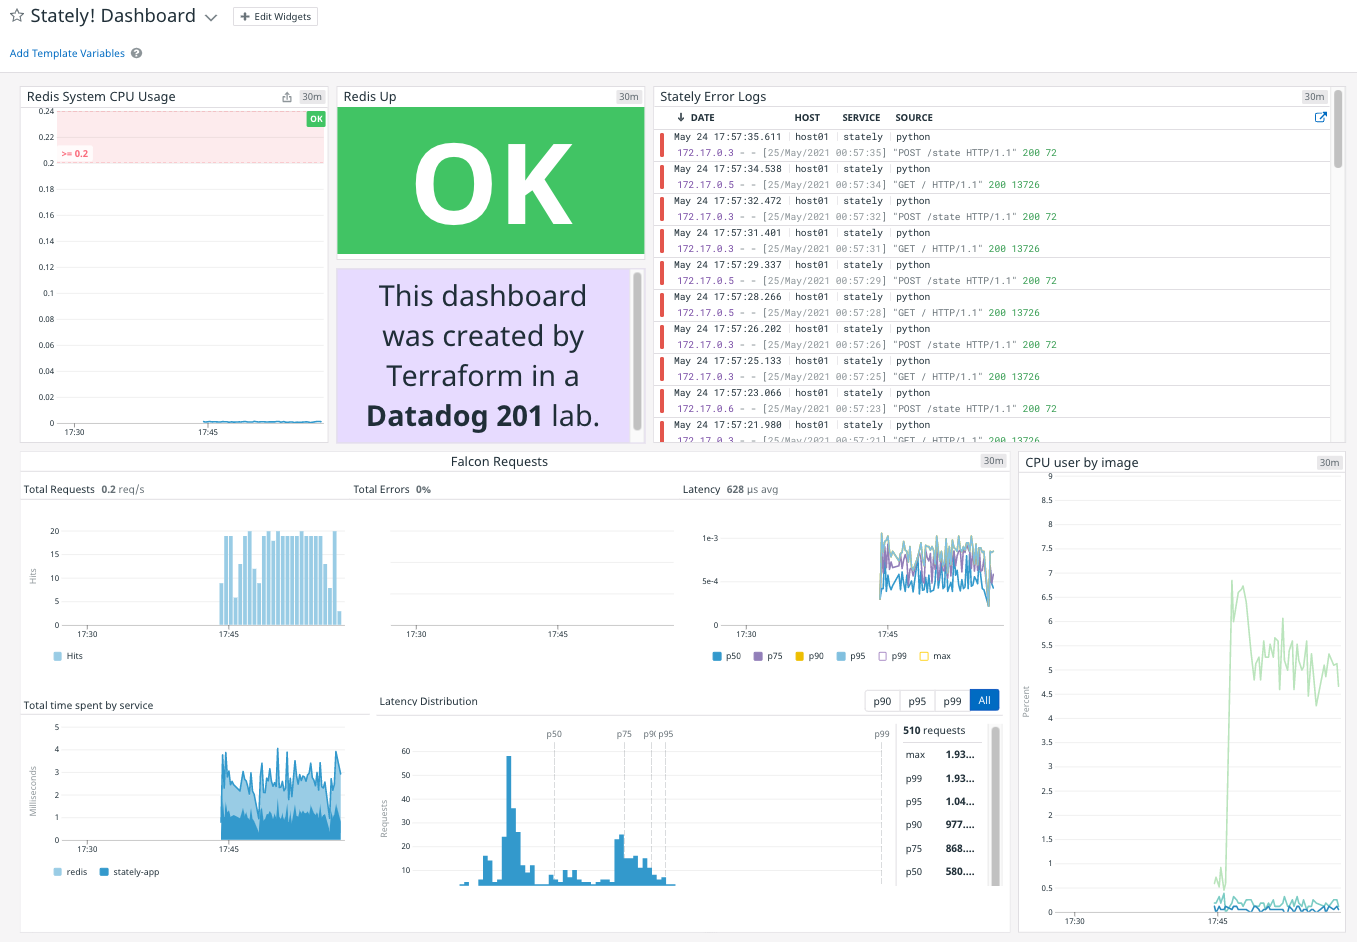 Stately! Dashboard
Edit Widgets
Add Template Variables ?
Redis System CPU Usage 30m
OK
>= 0.2
0.24
0.22
0.2
0.18
0.16
0.14
0.12
0.1
0.08
0.06
0.04
0.02
0
17:30 17:45
Redis Up 30m
OK
This dashboard
was created by
Terraform in a
Datadog 201 lab.
Stately Error Logs 30m
DATE HOST SERVICE SOURCE
May 24 17:57:35.611 host01 stately python
172.17.0.3 - - [25/May/2021 00:57:35] "POST /state HTTP/1.1" 200 72
May 24 17:57:34.538 host01 stately python
172.17.0.5 - - [25/May/2021 00:57:34] "GET / HTTP/1.1" 200 13726
May 24 17:57:32.472 host01 stately python
172.17.0.3 - - [25/May/2021 00:57:32] "POST /state HTTP/1.1" 200 72
May 24 17:57:31.401 host01 stately python
172.17.0.3 - - [25/May/2021 00:57:31] "GET / HTTP/1.1" 200 13726
May 24 17:57:29.337 host01 stately python
172.17.0.5 - - [25/May/2021 00:57:29] "POST /state HTTP/1.1" 200 72
May 24 17:57:28.266 host01 stately python
172.17.0.5 - - [25/May/2021 00:57:28] "GET / HTTP/1.1" 200 13726
May 24 17:57:26.202 host01 stately python
172.17.0.3 - - [25/May/2021 00:57:26] "POST /state HTTP/1.1" 200 72
May 24 17:57:25.133 host01 stately python
172.17.0.3 - - [25/May/2021 00:57:25] "GET / HTTP/1.1" 200 13726
May 24 17:57:23.066 host01 stately python
172.17.0.6 - - [25/May/2021 00:57:23] "POST /state HTTP/1.1" 200 72
May 24 17:57:21.980 host01 stately python
172.17.0.3 - - [25/May/2021 00:57:21] "GET / HTTP/1.1" 200 13726
Falcon Requests 30m
Total Requests 0.2 req/s
Hits
20
15
10
5
0
17:30 17:45
Hits
Total Errors 0%
17:30 17:45
Latency 628 µs avg
1e-3
5e-4
0
17:30 17:45
p50 p75 p90 p95 p99 max
Total time spent by service
Milliseconds
5
4
3
2
1
0
17:30 17:45
redis stately-app
Latency Distribution
p90 p95 p99 All
p50 p75 p90 p95 p99
Requests
60
50
40
30
20
10
510 requests
max 1.93...
p99 1.93...
p95 1.04...
p90 977....
p75 868....
p50 580....
CPU user by image 30m
Percent
9
8.5
8
7.5
7
6.5
6
5.5
5
4.5
4
3.5
3
2.5
2
1.5
1
0.5
0
17:30 17:45